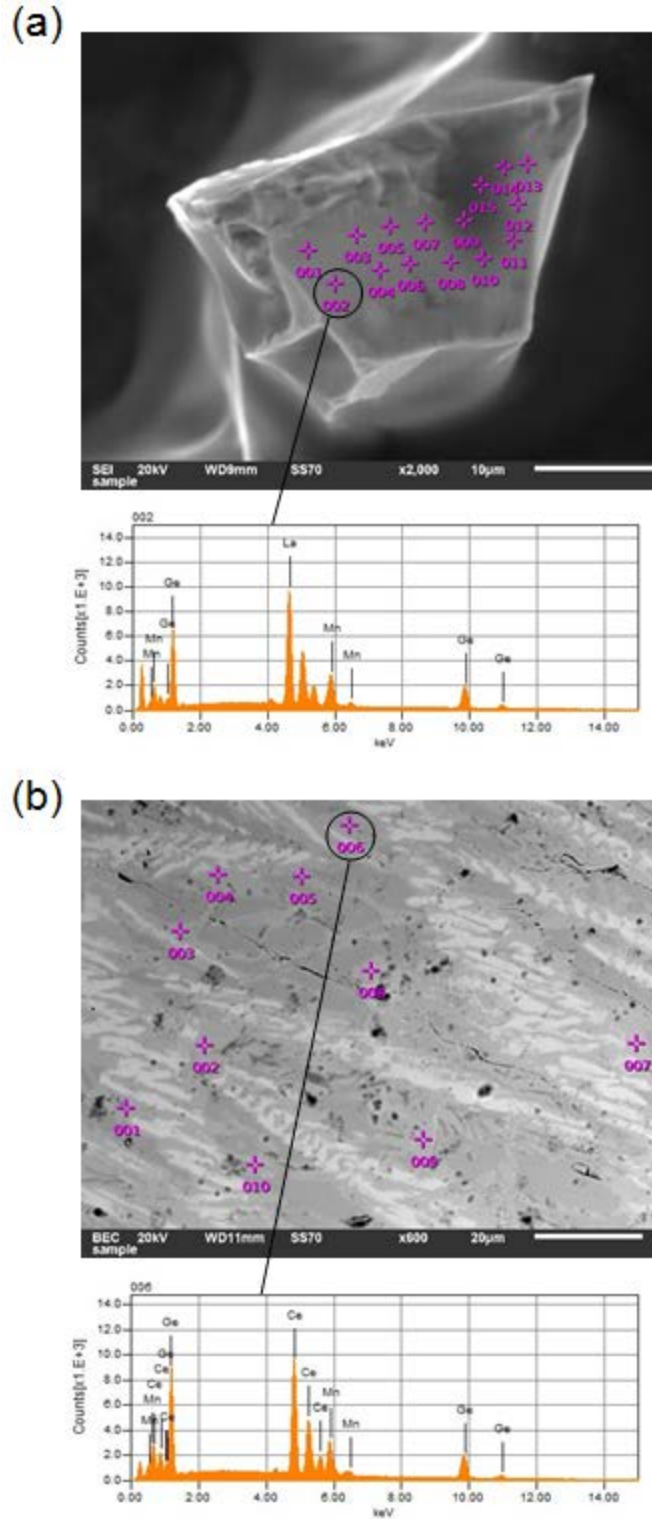 (a)
014 013
015
012
005 007 009
003 011
001 004 006 008 010
002
SEI 20kV WD9mm SS70 x2,000 10µm
sample
002
14.0
12.0
10.0
8.0
6.0
4.0
2.0
0.0
Counts[x1.E+3]
La
Ge
Ge
Mn
Mn
Mn
Mn
Ge
Ge
0.00 2.00 4.00 6.00 8.00 10.00 12.00 14.00
keV
(b)
006
004 005
003
008
002 007
001
009
010
BEC 20kV WD11mm SS70 x600 20µm
sample
006
14.0
12.0
10.0
8.0
6.0
4.0
2.0
0.0
Counts[x1.E+3]
Ge
Ge
Ce
Ce
Mn
Ce
Ce
Ce
Ce
Mn
Mn
Ge
Ge
0.00 2.00 4.00 6.00 8.00 10.00 12.00 14.00
keV